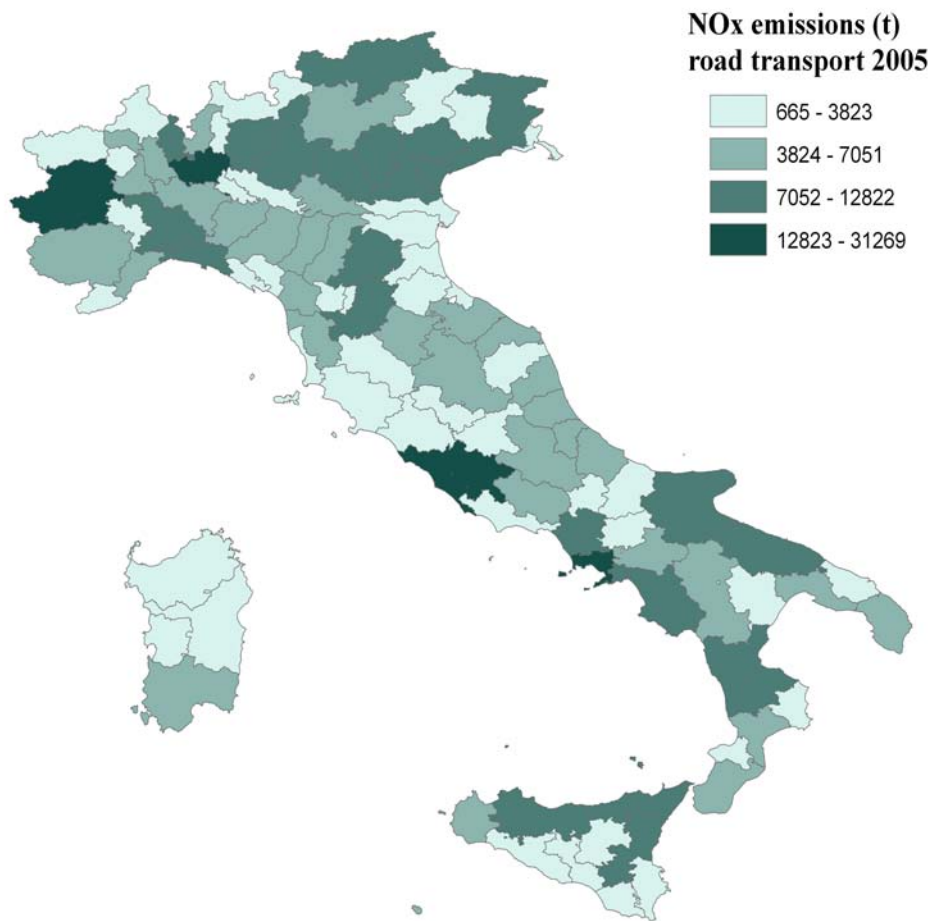 NOx emissions (t)
road transport 2005
665 - 3823
3824 - 7051
7052 - 12822
12823 - 31269